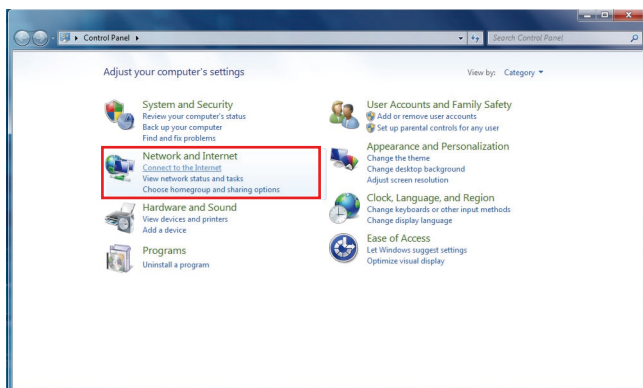 Control Panel
Search Control Panel
Adjust your computer's settings
View by: Category
System and Security
Review your computer's status
Back up your computer
Find and fix problems
Network and Internet
Connect to the Internet
View network status and tasks
Choose homegroup and sharing options
Hardware and Sound
View devices and printers
Add a device
Programs
Uninstall a program
User Accounts and Family Safety
Add or remove user accounts
Set up parental controls for any user
Appearance and Personalization
Change the theme
Change desktop background
Adjust screen resolution
Clock, Language, and Region
Change keyboards or other input methods
Change display language
Ease of Access
Let Windows suggest settings
Optimize visual display